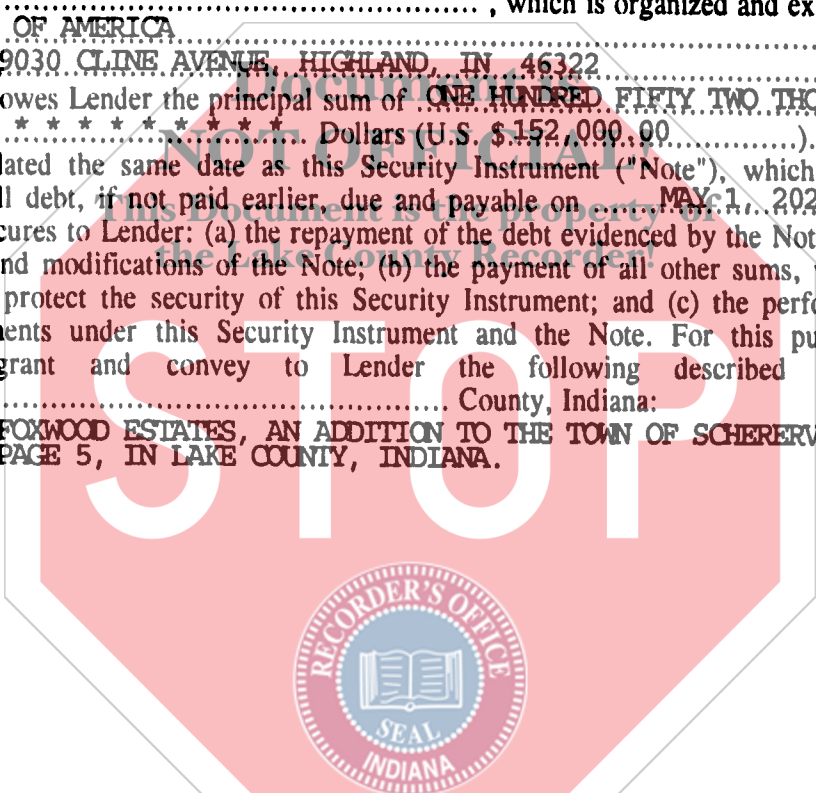 ............................................. , which is organized and ex
OF AMERICA
9030 CLINE AVENUE, HIGHLAND, IN 46322
owes Lender the principal sum of ONE HUNDRED FIFTY TWO THO
* * * * * * * * * Dollars (U.S. $ 152,000.00 ............).
ated the same date as this Security Instrument ("Note"), which
l debt, if not paid earlier, due and payable on ...... MAY 1, 202
cures to Lender: (a) the repayment of the debt evidenced by the Not
nd modifications of the Note; (b) the payment of all other sums,
protect the security of this Security Instrument; and (c) the perfo
ents under this Security Instrument and the Note. For this pu
grant and convey to Lender the following described
............................................. County, Indiana:
FOXWOOD ESTATES, AN ADDITION TO THE TOWN OF SCHERERV
PAGE 5, IN LAKE COUNTY, INDIANA.
Document is
NOT OFFICIAL!
This Document is the property of
the Lake County Recorder!
STOP
RECORDER'S OFFICE
SEAL
INDIANA